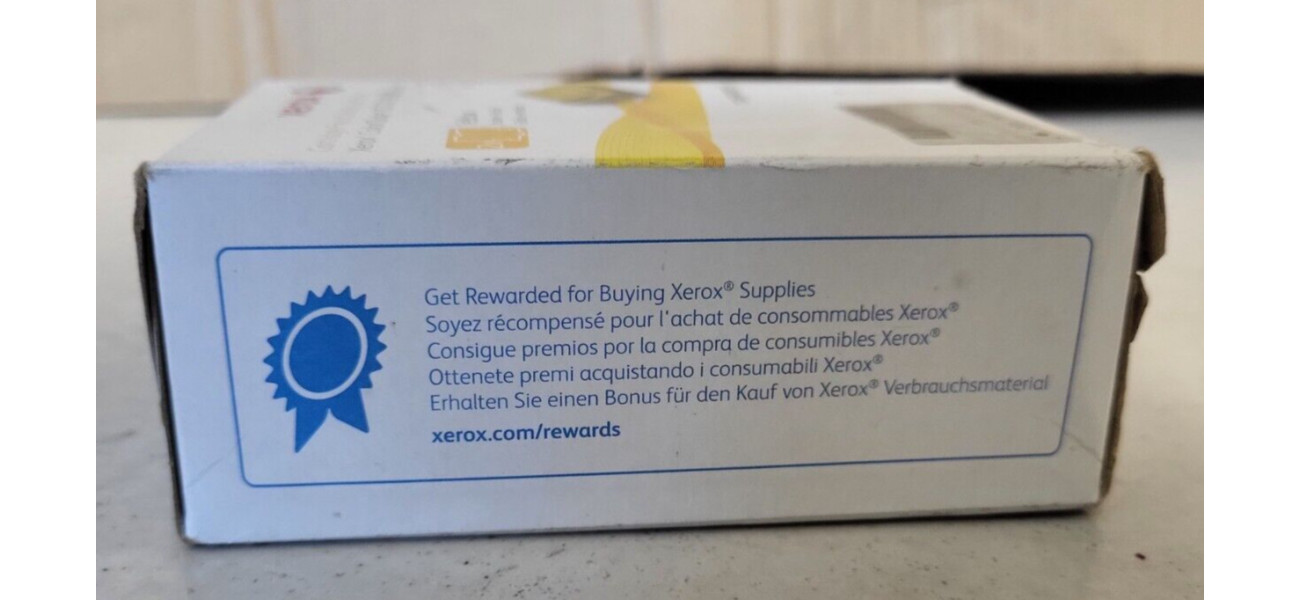 Get Rewarded for Buying Xerox® Supplies
Soyez récompensé pour l'achat de consommables Xerox®
Consigue premios por la compra de consumibles Xerox®
Ottenete premi acquistando i consumabili Xerox®
Erhalten Sie einen Bonus für den Kauf von Xerox® Verbrauchsmaterial
xerox.com/rewards